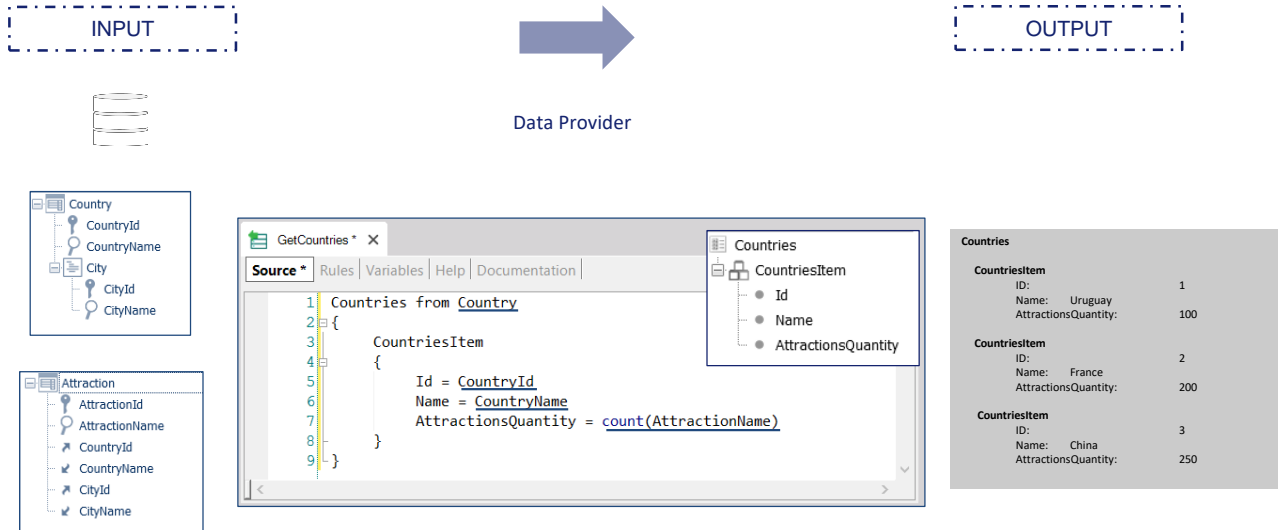 INPUT
OUTPUT
Data Provider
Country
CountryId
CountryName
City
CityId
CityName
Attraction
AttractionId
AttractionName
CountryId
CountryName
CityId
CityName
GetCountries * X
Source * Rules Variables Help Documentation
1 Countries from Country
2 {
3 CountriesItem
4 {
5 Id = CountryId
6 Name = CountryName
7 AttractionsQuantity = count(AttractionName)
8 }
9 }
Countries
CountriesItem
Id
Name
AttractionsQuantity
Countries
CountriesItem
ID: 1
Name: Uruguay
AttractionsQuantity: 100
CountriesItem
ID: 2
Name: France
AttractionsQuantity: 200
CountriesItem
ID: 3
Name: China
AttractionsQuantity: 250